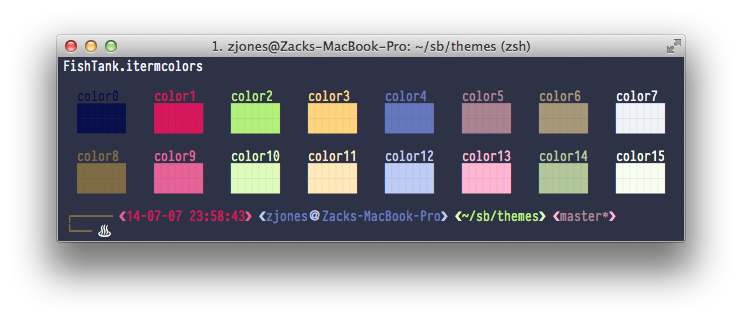 1. zjones@Zacks-MacBook-Pro: ~/sb/themes (zsh)
FishTank.itermcolors
color0 color1 color2 color3 color4 color5 color6 color7
color8 color9 color10 color11 color12 color13 color14 color15
❮14-07-07 23:58:43❯ ❮zjones@Zacks-MacBook-Pro❯ ❮~/sb/themes❯ ❮master*❯
♨